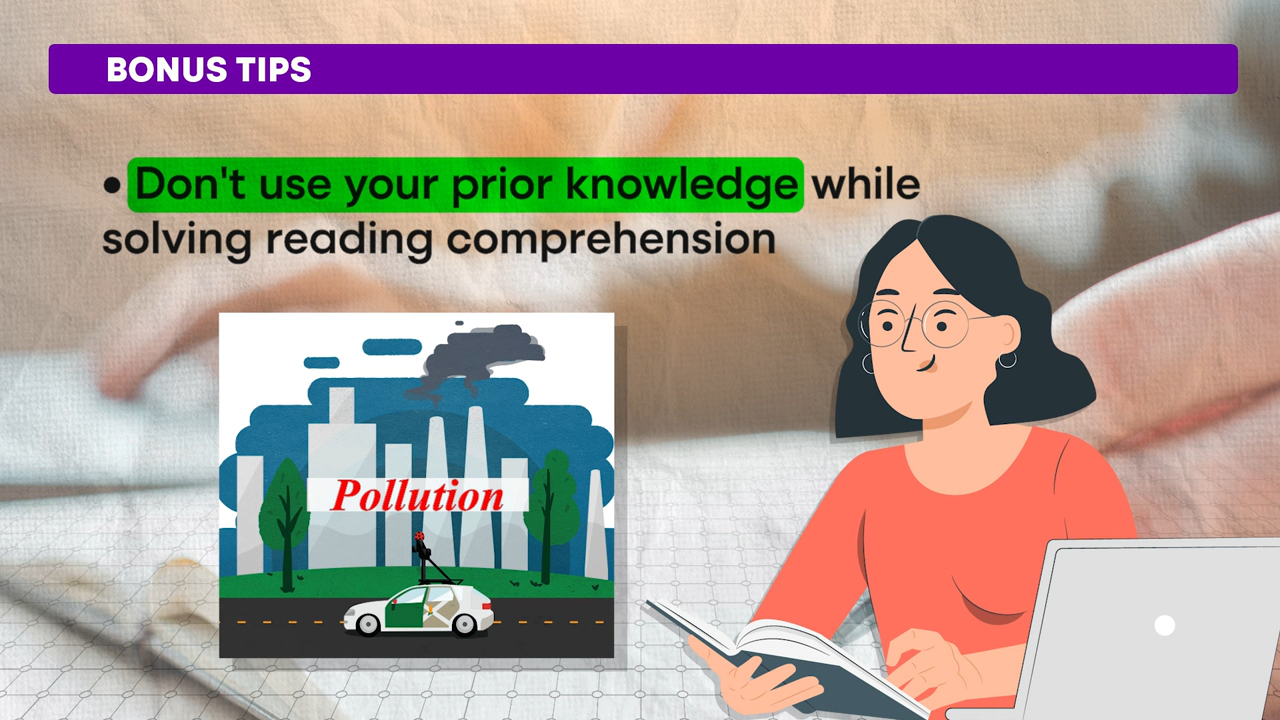 BONUS TIPS
• Don't use your prior knowledge while
solving reading comprehension
Pollution